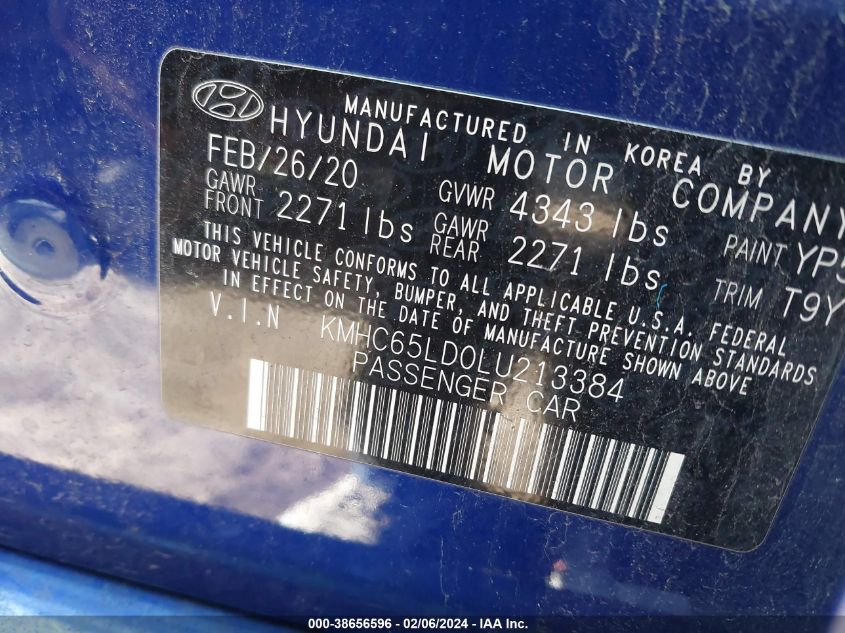 MANUFACTURED IN KOREA BY
HYUNDAI MOTOR COMPANY
FEB/26/20 GVWR 4343 lbs PAINT YP5
GAWR FRONT 2271 lbs GAWR REAR 2271 lbs TRIM T9Y
THIS VEHICLE CONFORMS TO ALL APPLICABLE U.S.A. FEDERAL
MOTOR VEHICLE SAFETY, BUMPER, AND THEFT PREVENTION STANDARDS
IN EFFECT ON THE DATE OF MANUFACTURE SHOWN ABOVE
V.I.N KMHC65LD0LU213384
PASSENGER CAR
000-38656596 - 02/06/2024 - IAA Inc.